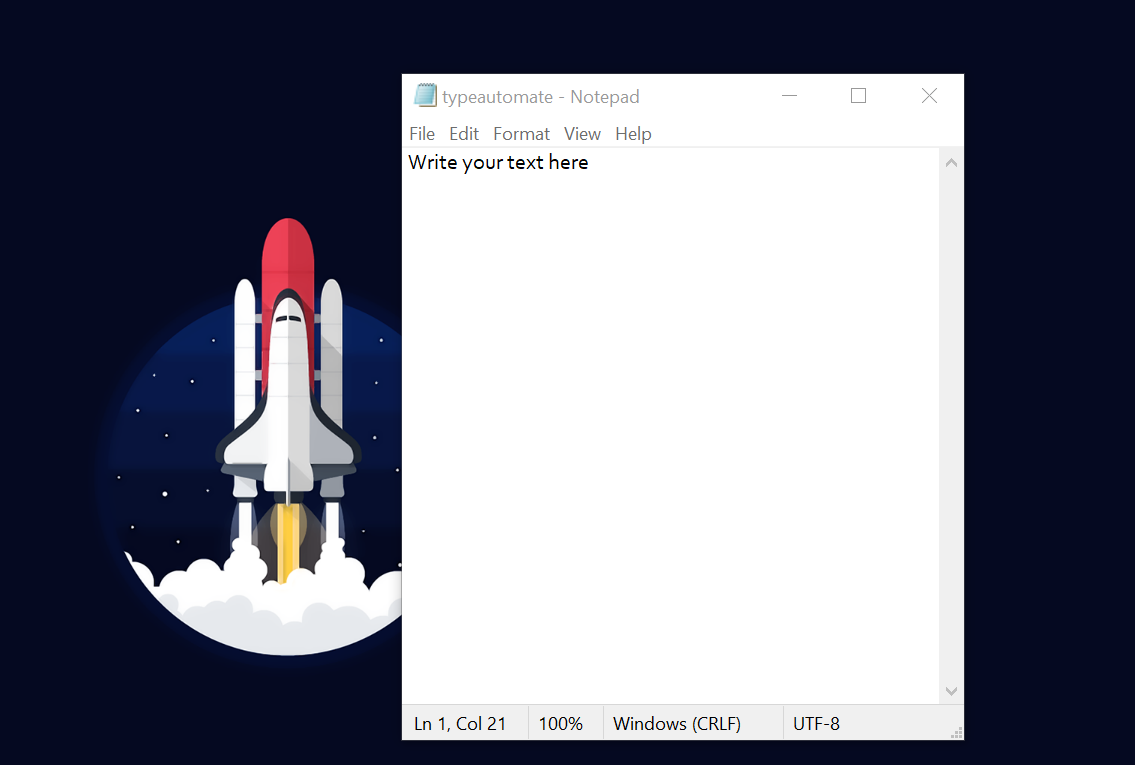 typeautomate - Notepad
File Edit Format View Help
Write your text here
Ln 1, Col 21 100% Windows (CRLF) UTF-8